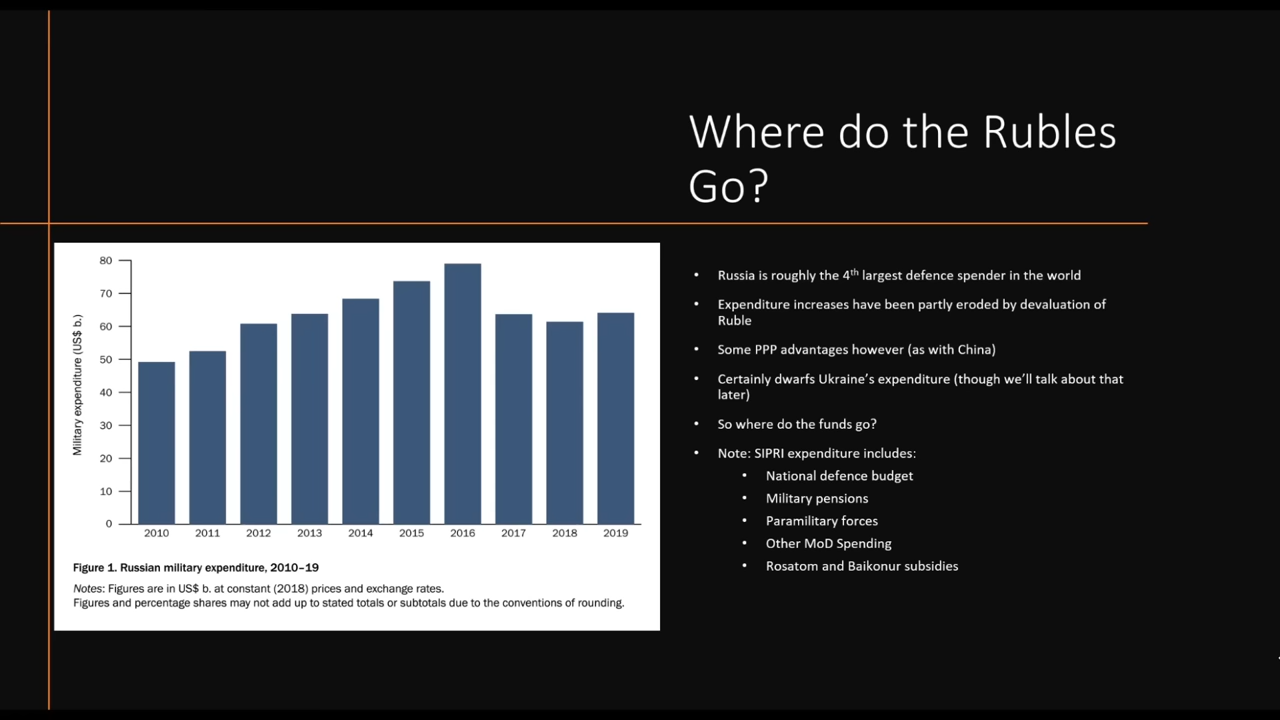 Where do the Rubles
Go?
80
70
60
50
40
30
20
10
0
Military expenditure (US$ b.)
2010 2011 2012 2013 2014 2015 2016 2017 2018 2019
Figure 1. Russian military expenditure, 2010–19
Notes: Figures are in US$ b. at constant (2018) prices and exchange rates.
Figures and percentage shares may not add up to stated totals or subtotals due to the conventions of rounding.
• Russia is roughly the 4th largest defence spender in the world
• Expenditure increases have been partly eroded by devaluation of
Ruble
• Some PPP advantages however (as with China)
• Certainly dwarfs Ukraine’s expenditure (though we’ll talk about that
later)
• So where do the funds go?
• Note: SIPRI expenditure includes:
• National defence budget
• Military pensions
• Paramilitary forces
• Other MoD Spending
• Rosatom and Baikonur subsidies